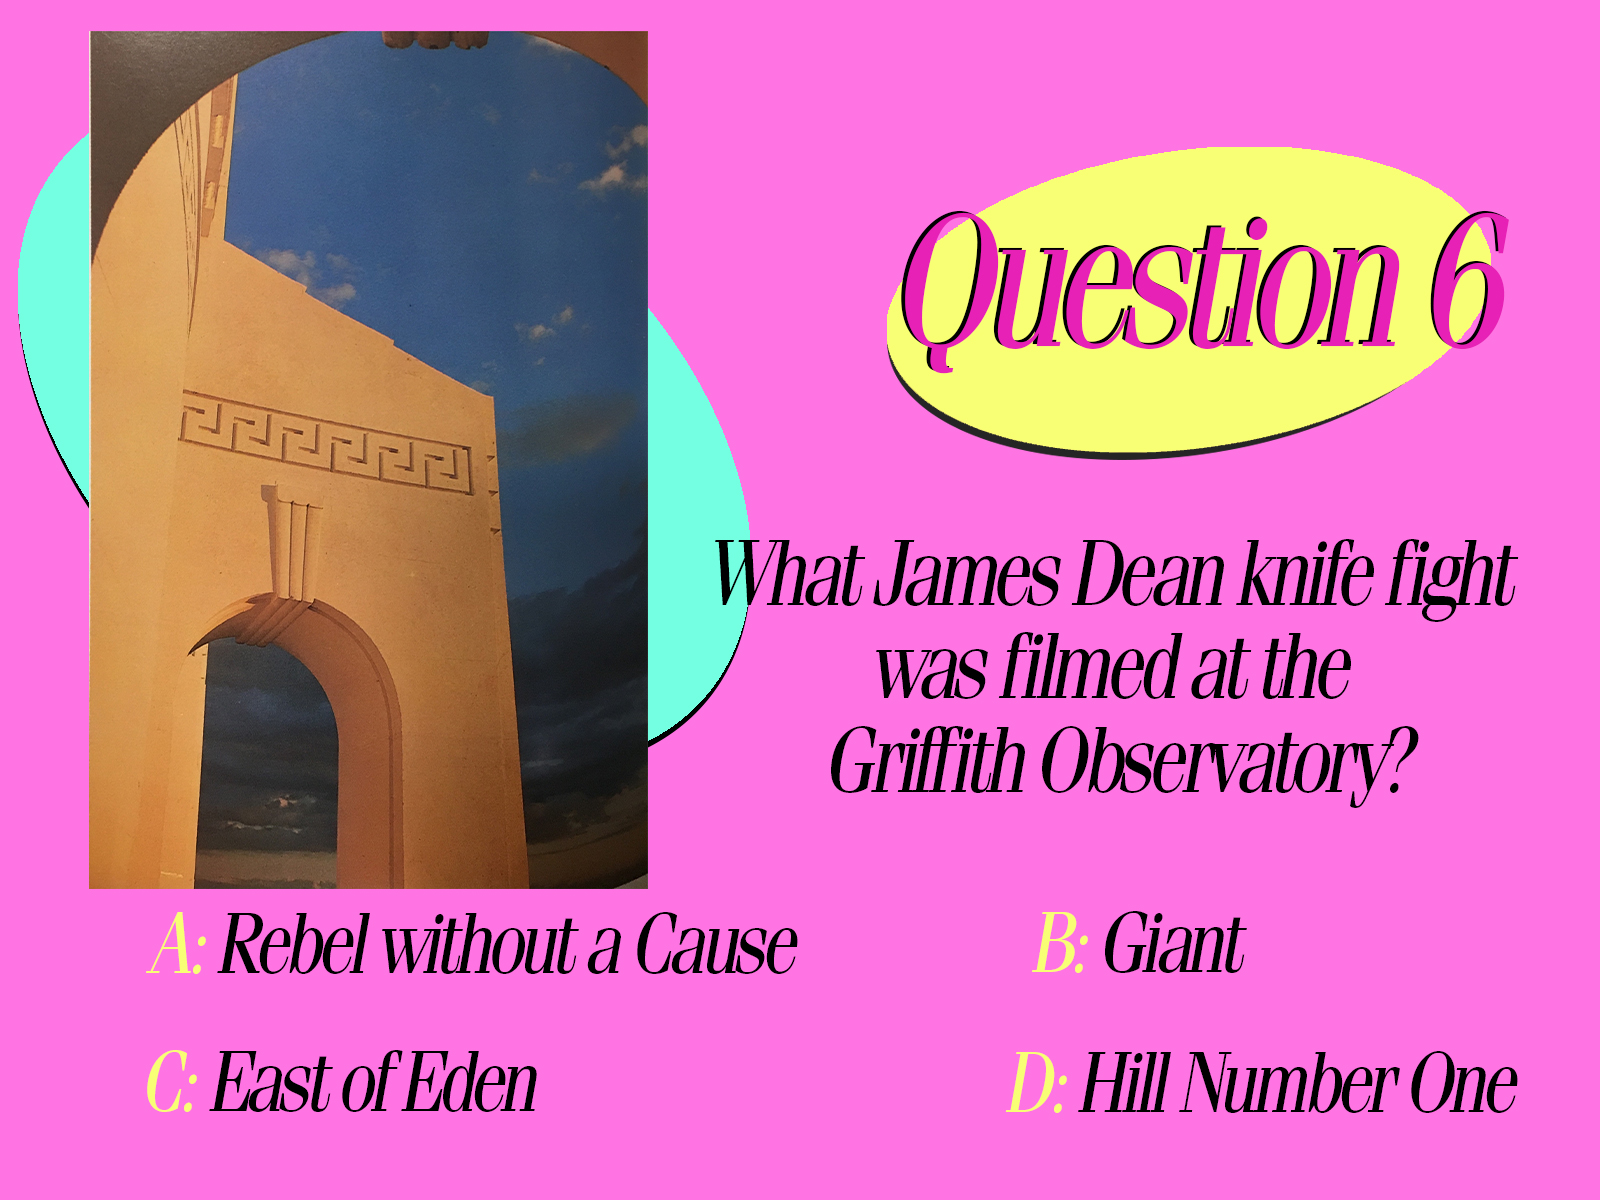 Question 6
What James Dean knife fight
was filmed at the
Griffith Observatory?
A: Rebel without a Cause
B: Giant
C: East of Eden
D: Hill Number One